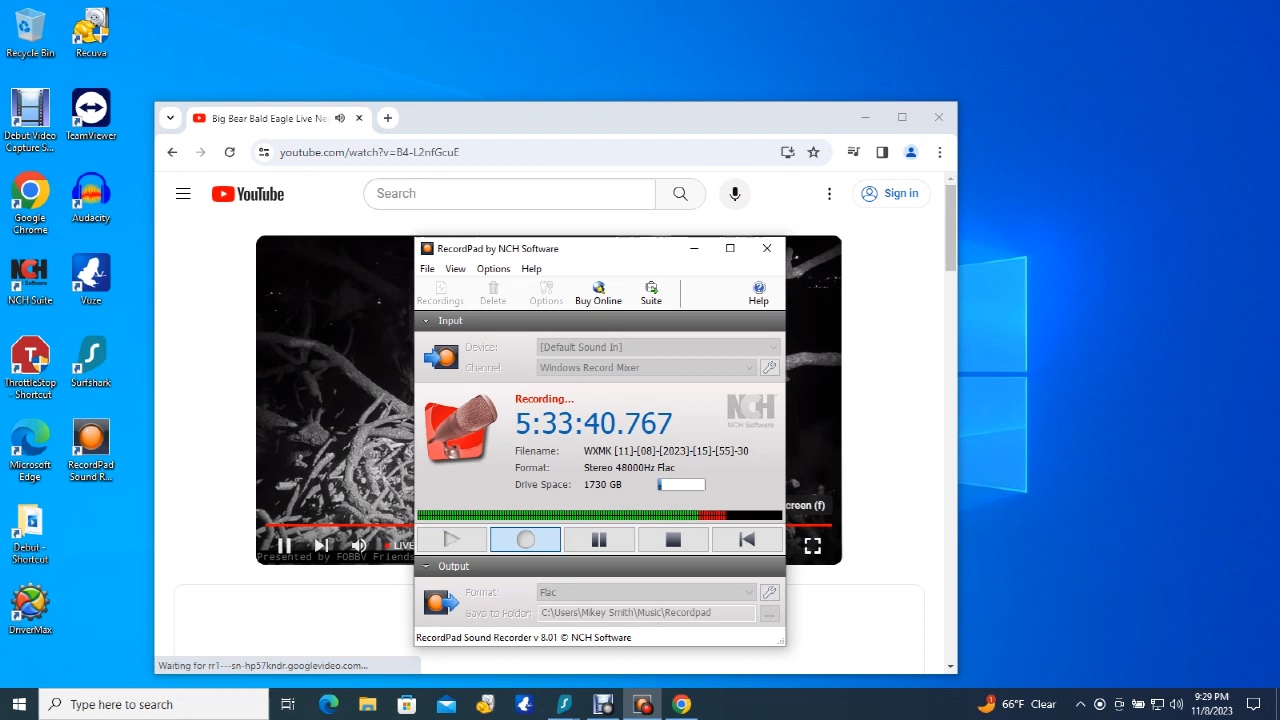 Recycle Bin
Recuva
Debut Video
Capture S...
TeamViewer
Google
Chrome
Audacity
NCH
NCH Suite
Vuze
ThrottleStop
- Shortcut
Surfshark
Microsoft
Edge
RecordPad
Sound R...
Debut -
Shortcut
DriverMax
Big Bear Bald Eagle Live Nes
youtube.com/watch?v=B4-L2nfGcuE
YouTube
Search
Sign in
RecordPad by NCH Software
File View Options Help
Recordings Delete Options Buy Online Suite Help
Input
Device: [Default Sound In]
Channel: Windows Record Mixer
Recording...
5:33:40.767
NCH
NCH Software
Filename: WXMK [11]-[08]-[2023]-[15]-[55]-30
Format: Stereo 48000Hz Flac
Drive Space: 1730 GB
creen (f)
LIVE
Presented by FOBBV Friends
Output
Format: Flac
Save to Folder: C:\Users\Mikey Smith\Music\Recordpad
...
RecordPad Sound Recorder v 8.01 © NCH Software
Waiting for rr1---sn-hp57kndr.googlevideo.com...
Type here to search
66°F Clear
9:29 PM
11/8/2023